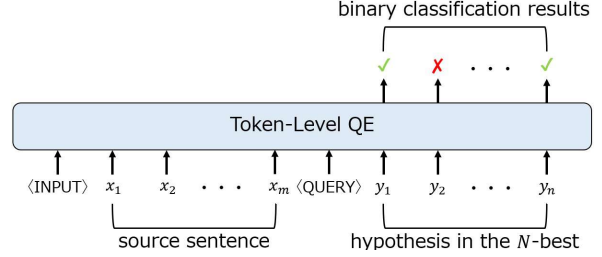 binary classification results
✓ ✗ · · · ✓
Token-Level QE
⟨INPUT⟩ x₁ x₂ · · · xₘ ⟨QUERY⟩ y₁ y₂ · · · yₙ
source sentence hypothesis in the N-best